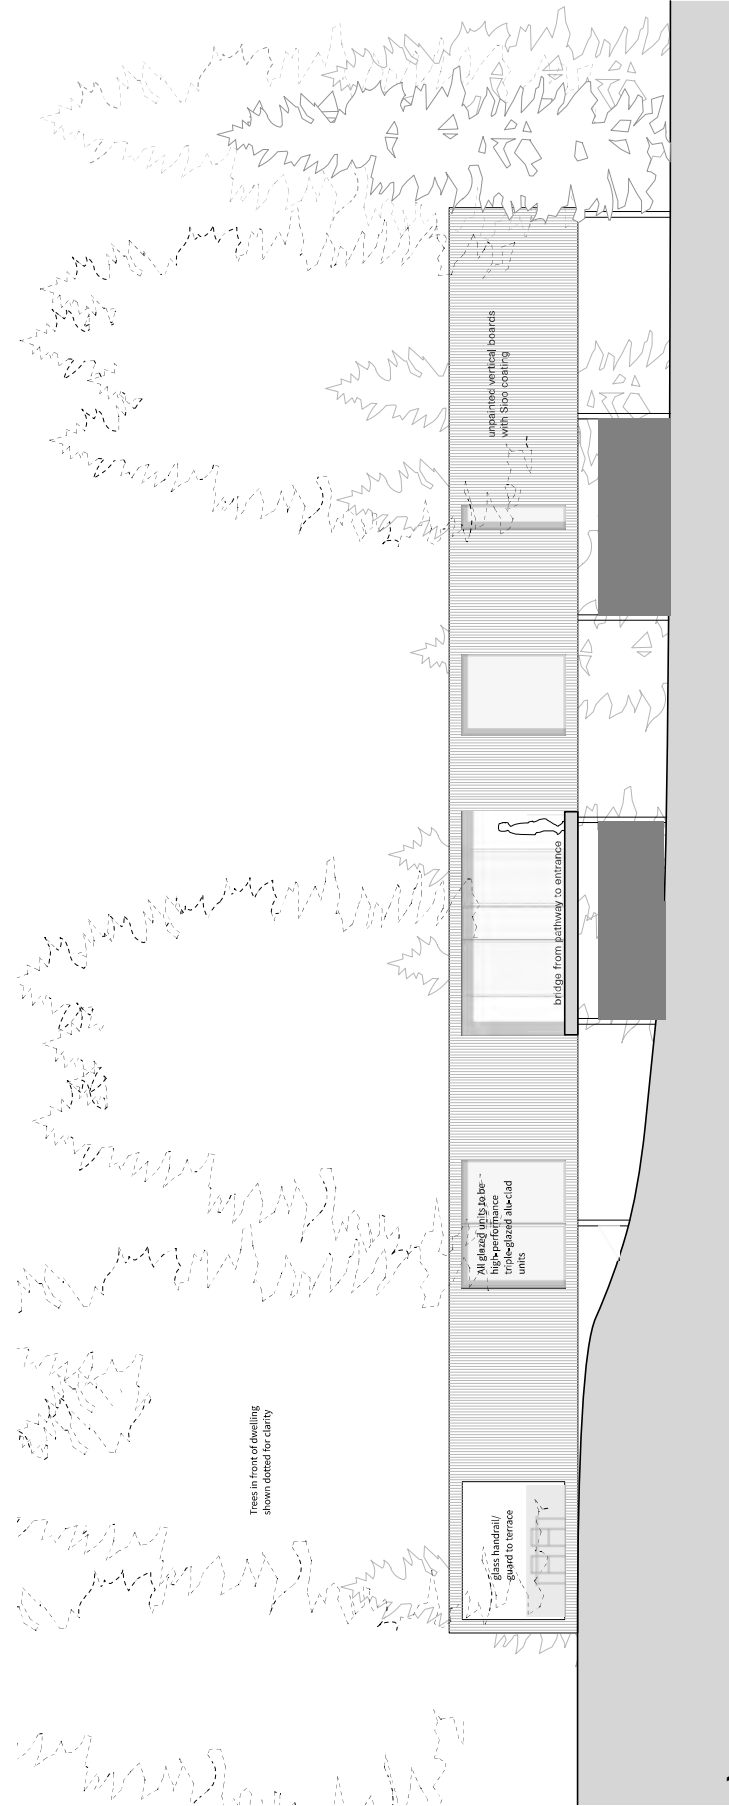 Trees in front of dwelling
shown dotted for clarity
glass handrail/
guard to terrace
All glazed units to be
high-performance
triple-glazed alu-clad
units
bridge from pathway to entrance
unpainted vertical boards
with Sioo coating